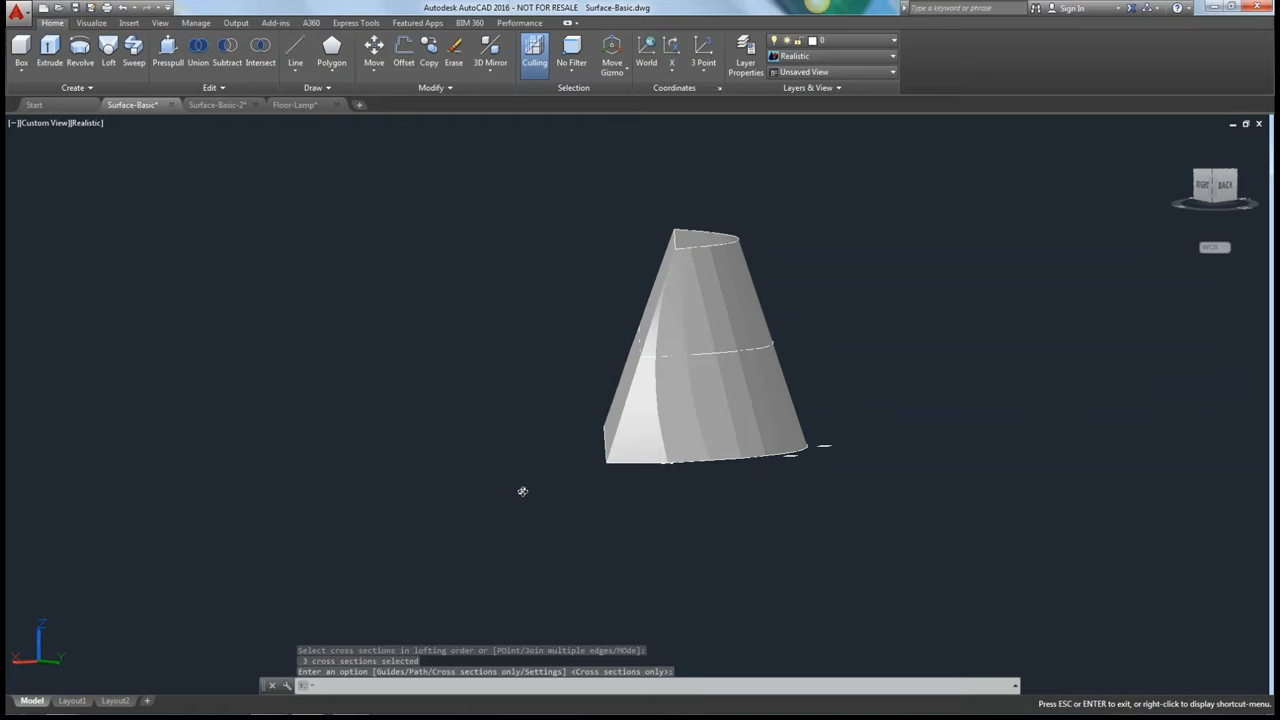 Autodesk AutoCAD 2016 - NOT FOR RESALE Surface-Basic.dwg
Type a keyword or phrase
Sign In
Home Visualize Insert View Manage Output Add-ins A360 Express Tools Featured Apps BIM 360 Performance
Box Extrude Revolve Loft Sweep Presspull Union Subtract Intersect Line Polygon Move Offset Copy Erase 3D Mirror Culling No Filter Move Gizmo World X 3 Point Layer Properties
0
Realistic
Unsaved View
Create Edit Draw Modify Selection Coordinates Layers & View
Start Surface-Basic* Surface-Basic-2* Floor-Lamp*
[−][Custom View][Realistic]
RIGHT BACK
WCS
Z
X Y
Select cross sections in lofting order or [POint/Join multiple edges/MOde]:
3 cross sections selected
Enter an option [Guides/Path/Cross sections only/Settings] <Cross sections only>:
Model Layout1 Layout2
Press ESC or ENTER to exit, or right-click to display shortcut-menu.